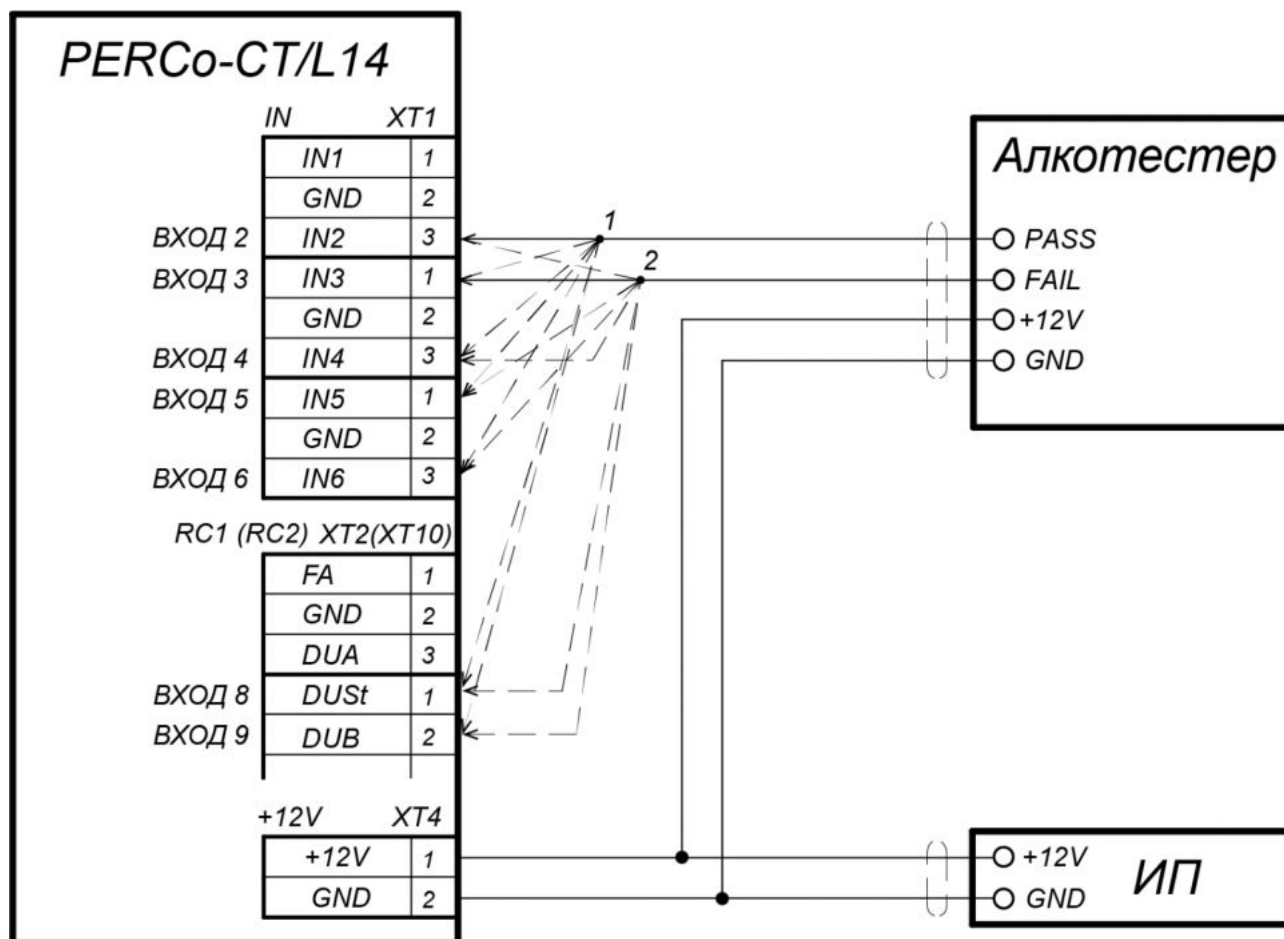 PERCo-CT/L14
IN XT1
IN1 1
GND 2
ВХОД 2 IN2 3
ВХОД 3 IN3 1
GND 2
ВХОД 4 IN4 3
ВХОД 5 IN5 1
GND 2
ВХОД 6 IN6 3
RC1 (RC2) XT2(XT10)
FA 1
GND 2
DUA 3
ВХОД 8 DUSt 1
ВХОД 9 DUB 2
+12V XT4
+12V 1
GND 2
1
2
Алкотестер
PASS
FAIL
+12V
GND
+12V
ИП
GND